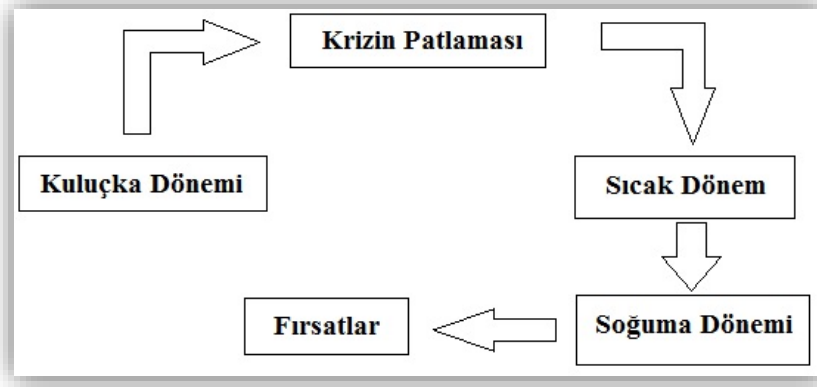 Krizin Patlaması
Kuluçka Dönemi
Sıcak Dönem
Soğuma Dönemi
Fırsatlar